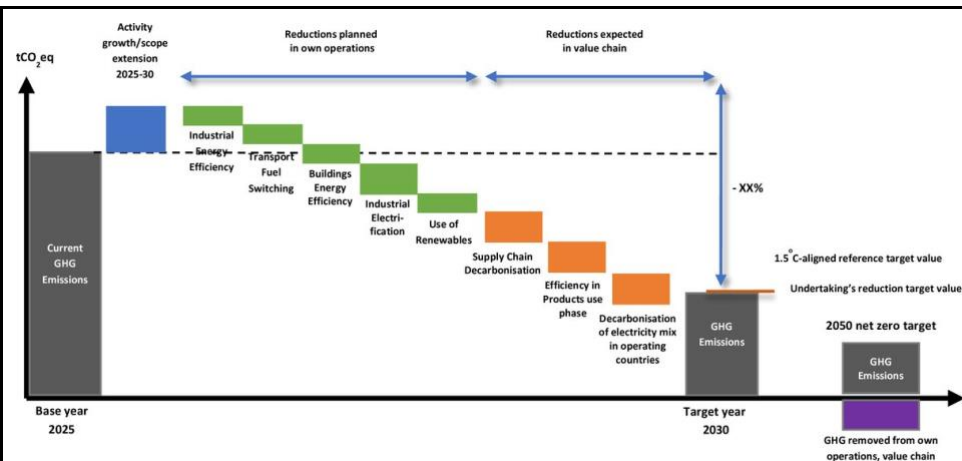 Activity
growth/scope
extension
2025-30
Reductions planned
in own operations
Reductions expected
in value chain
tCO2eq
Industrial
Energy
Efficiency
Transport
Fuel
Switching
Buildings
Energy
Efficiency
Industrial
Electri-
fication
Use of
Renewables
Supply Chain
Decarbonisation
Efficiency in
Products use
phase
Decarbonisation
of electricity mix
in operating
countries
- XX%
Current
GHG
Emissions
GHG
Emissions
1.5°C-aligned reference target value
Undertaking's reduction target value
2050 net zero target
GHG
Emissions
Base year
2025
Target year
2030
GHG removed from own
operations, value chain